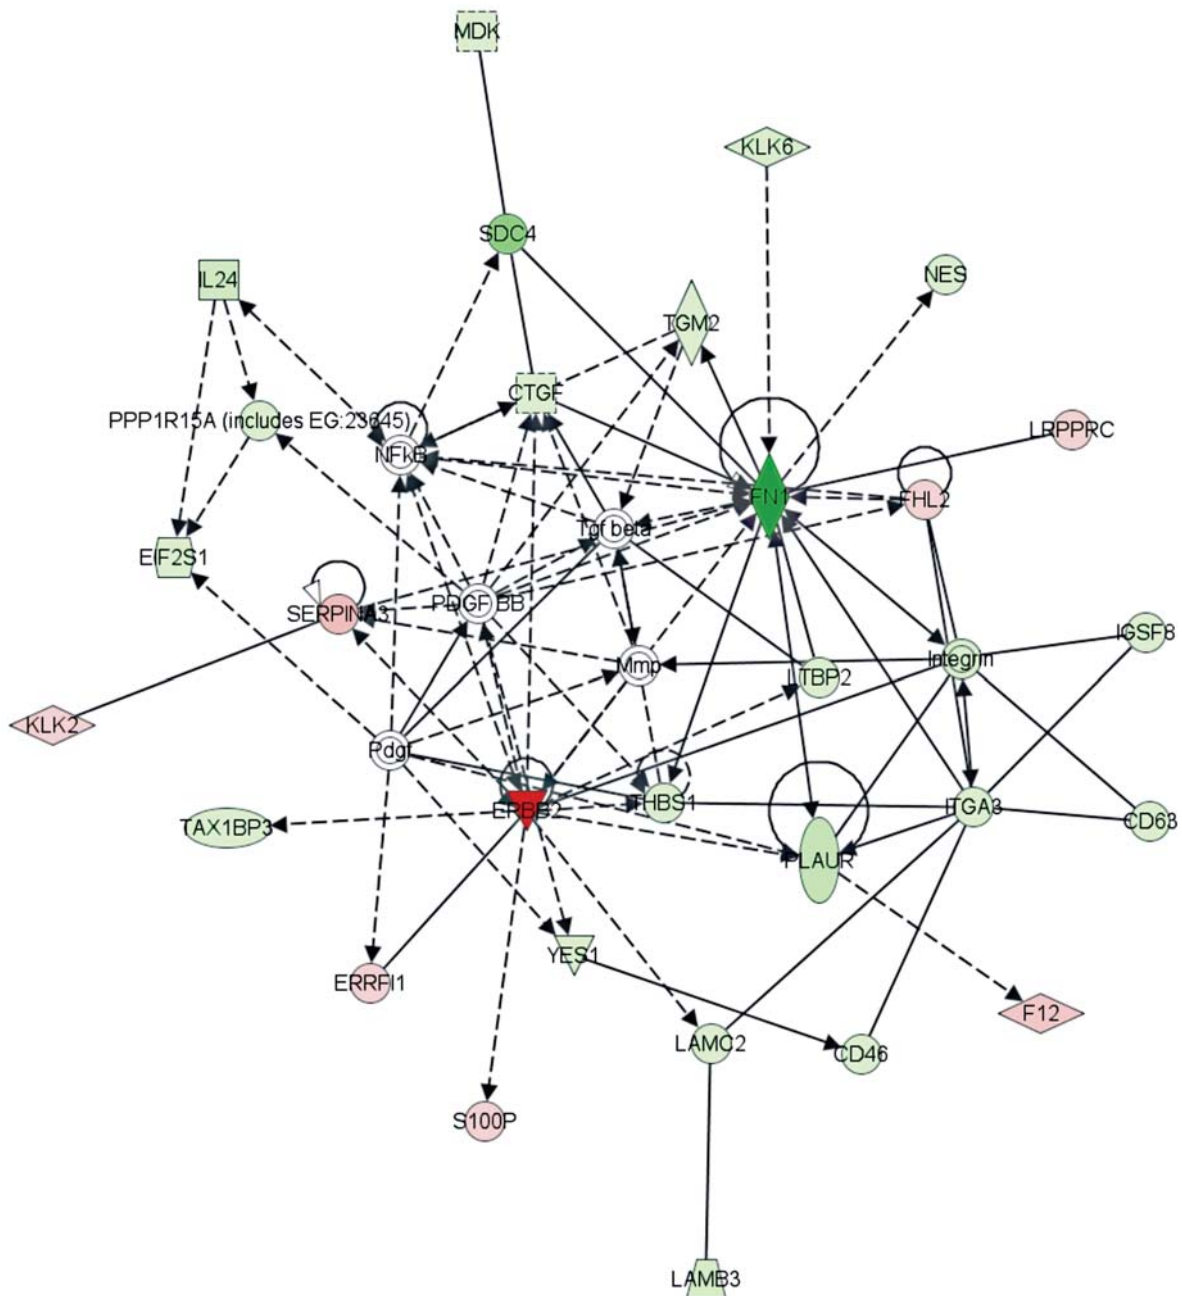 MDK
KLK6
SDC4
NES
IL24
TGM2
CTGF
PPP1R15A (includes EG:23645)
LRPPRC
NFkB
FN1
FHL2
Tgf beta
EIF2S1
SERPINA3
PDGF BB
IGSF8
Integrin
Mmp
LTBP2
KLK2
Pdgf
ERBB2
THBS1
ITGA3
CD63
TAX1BP3
PLAUR
YES1
ERRFI1
F12
LAMC2
CD46
S100P
LAMB3